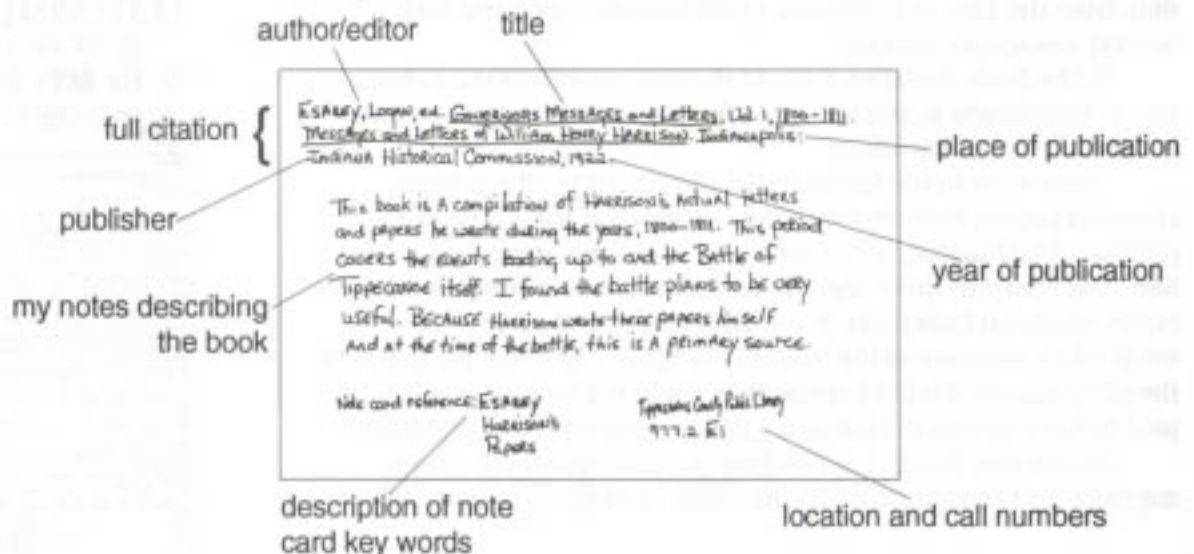 author/editor
title
full citation {
Esarey, Logan, ed. Governors Messages and Letters, Vol. 1, 1800-1811
Messages and Letters of William Henry Harrison. Indianapolis:
Indiana Historical Commission, 1922.
place of publication
publisher
year of publication
This book is A compilation of Harrison's Actual letters
and papers he wrote during the years, 1800-1811. This period
covers the events leading up to and the Battle of
Tippecanoe itself. I found the battle plans to be very
useful. BECAUSE Harrison wrote these papers himself
And at the time of the battle, this is A primary source.
my notes describing
the book
Note card reference: Esarey
Harrison's
Papers
Tippecanoe County Public Library
977.2 E1
description of note
card key words
location and call numbers